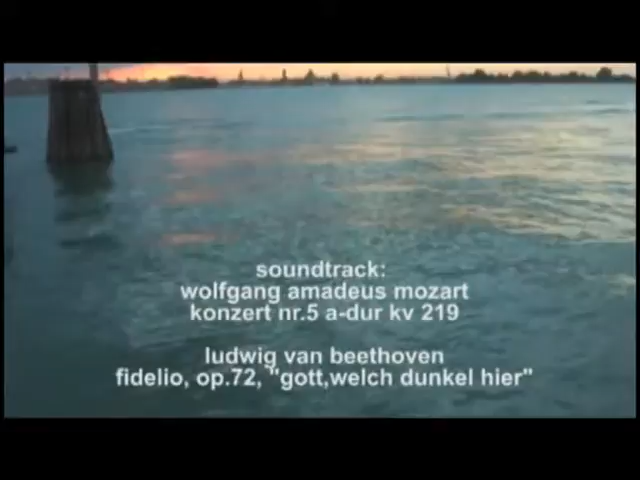 soundtrack:
wolfgang amadeus mozart
konzert nr.5 a-dur kv 219
ludwig van beethoven
fidelio, op.72, "gott,welch dunkel hier"